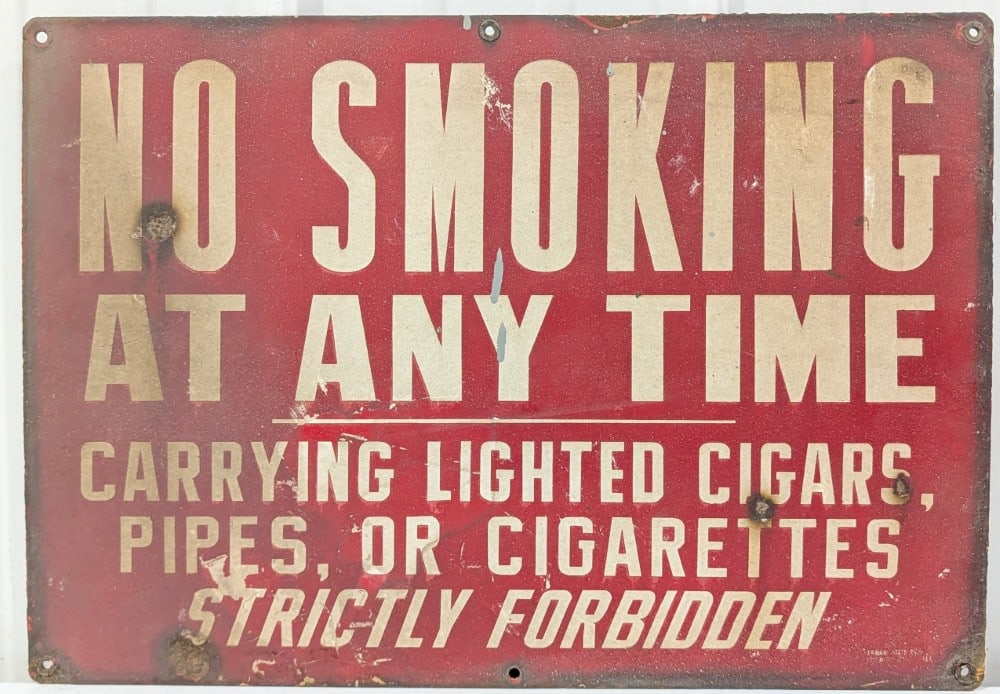 NO SMOKING
AT ANY TIME
CARRYING LIGHTED CIGARS,
PIPES, OR CIGARETTES
STRICTLY FORBIDDEN